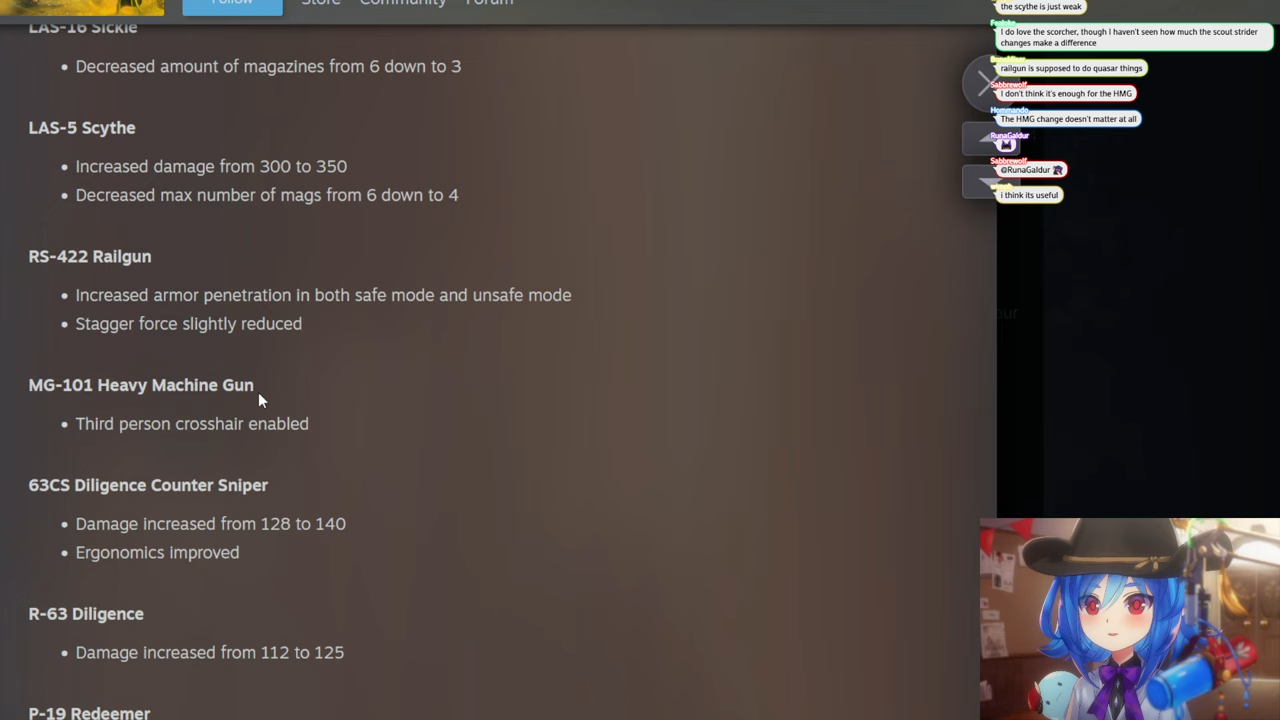 Follow
Store
Community
Forum
LAS-16 Sickle
Decreased amount of magazines from 6 down to 3
LAS-5 Scythe
Increased damage from 300 to 350
Decreased max number of mags from 6 down to 4
RS-422 Railgun
Increased armor penetration in both safe mode and unsafe mode
Stagger force slightly reduced
MG-101 Heavy Machine Gun
Third person crosshair enabled
63CS Diligence Counter Sniper
Damage increased from 128 to 140
Ergonomics improved
R-63 Diligence
Damage increased from 112 to 125
P-19 Redeemer
the scythe is just weak
I do love the scorcher, though I haven't seen how much the scout strider
changes make a difference
railgun is supposed to do quasar things
Sabbrewolf
I don't think it's enough for the HMG
Hommando
The HMG change doesn't matter at all
RunaGaldur
Sabbrewolf
@RunaGaldur
i think its useful